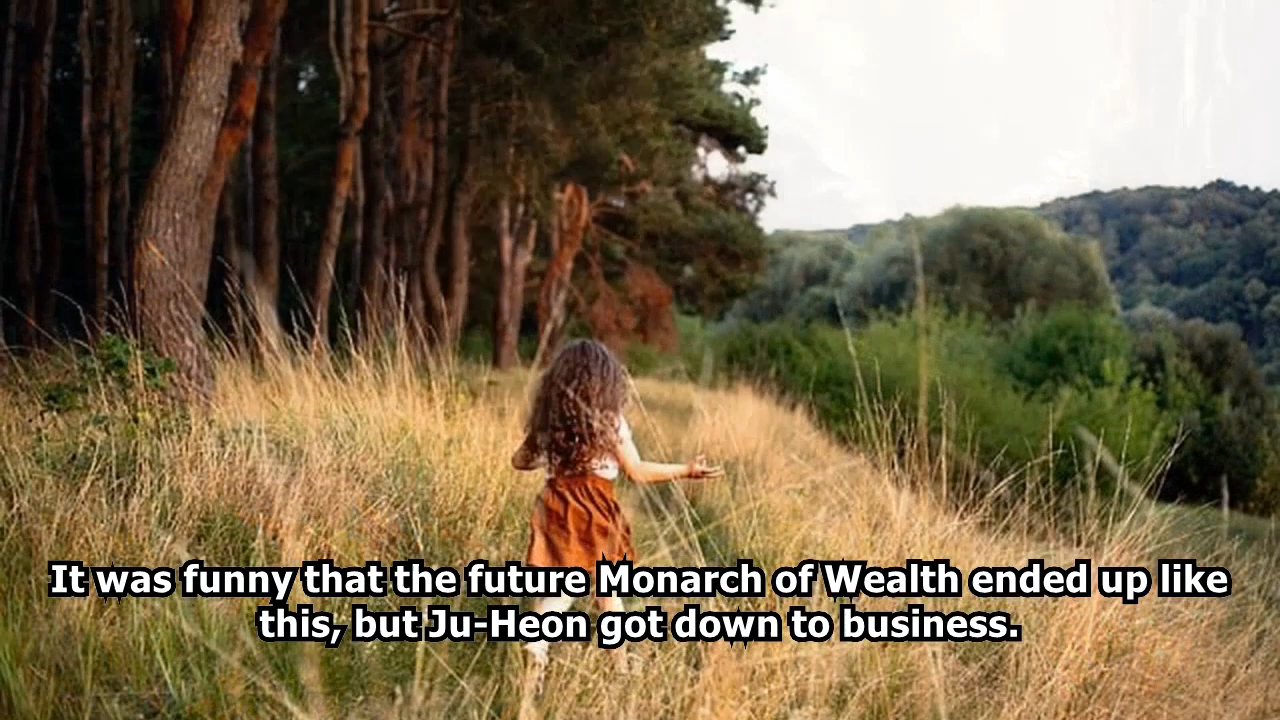 It was funny that the future Monarch of Wealth ended up like
this, but Ju-Heon got down to business.